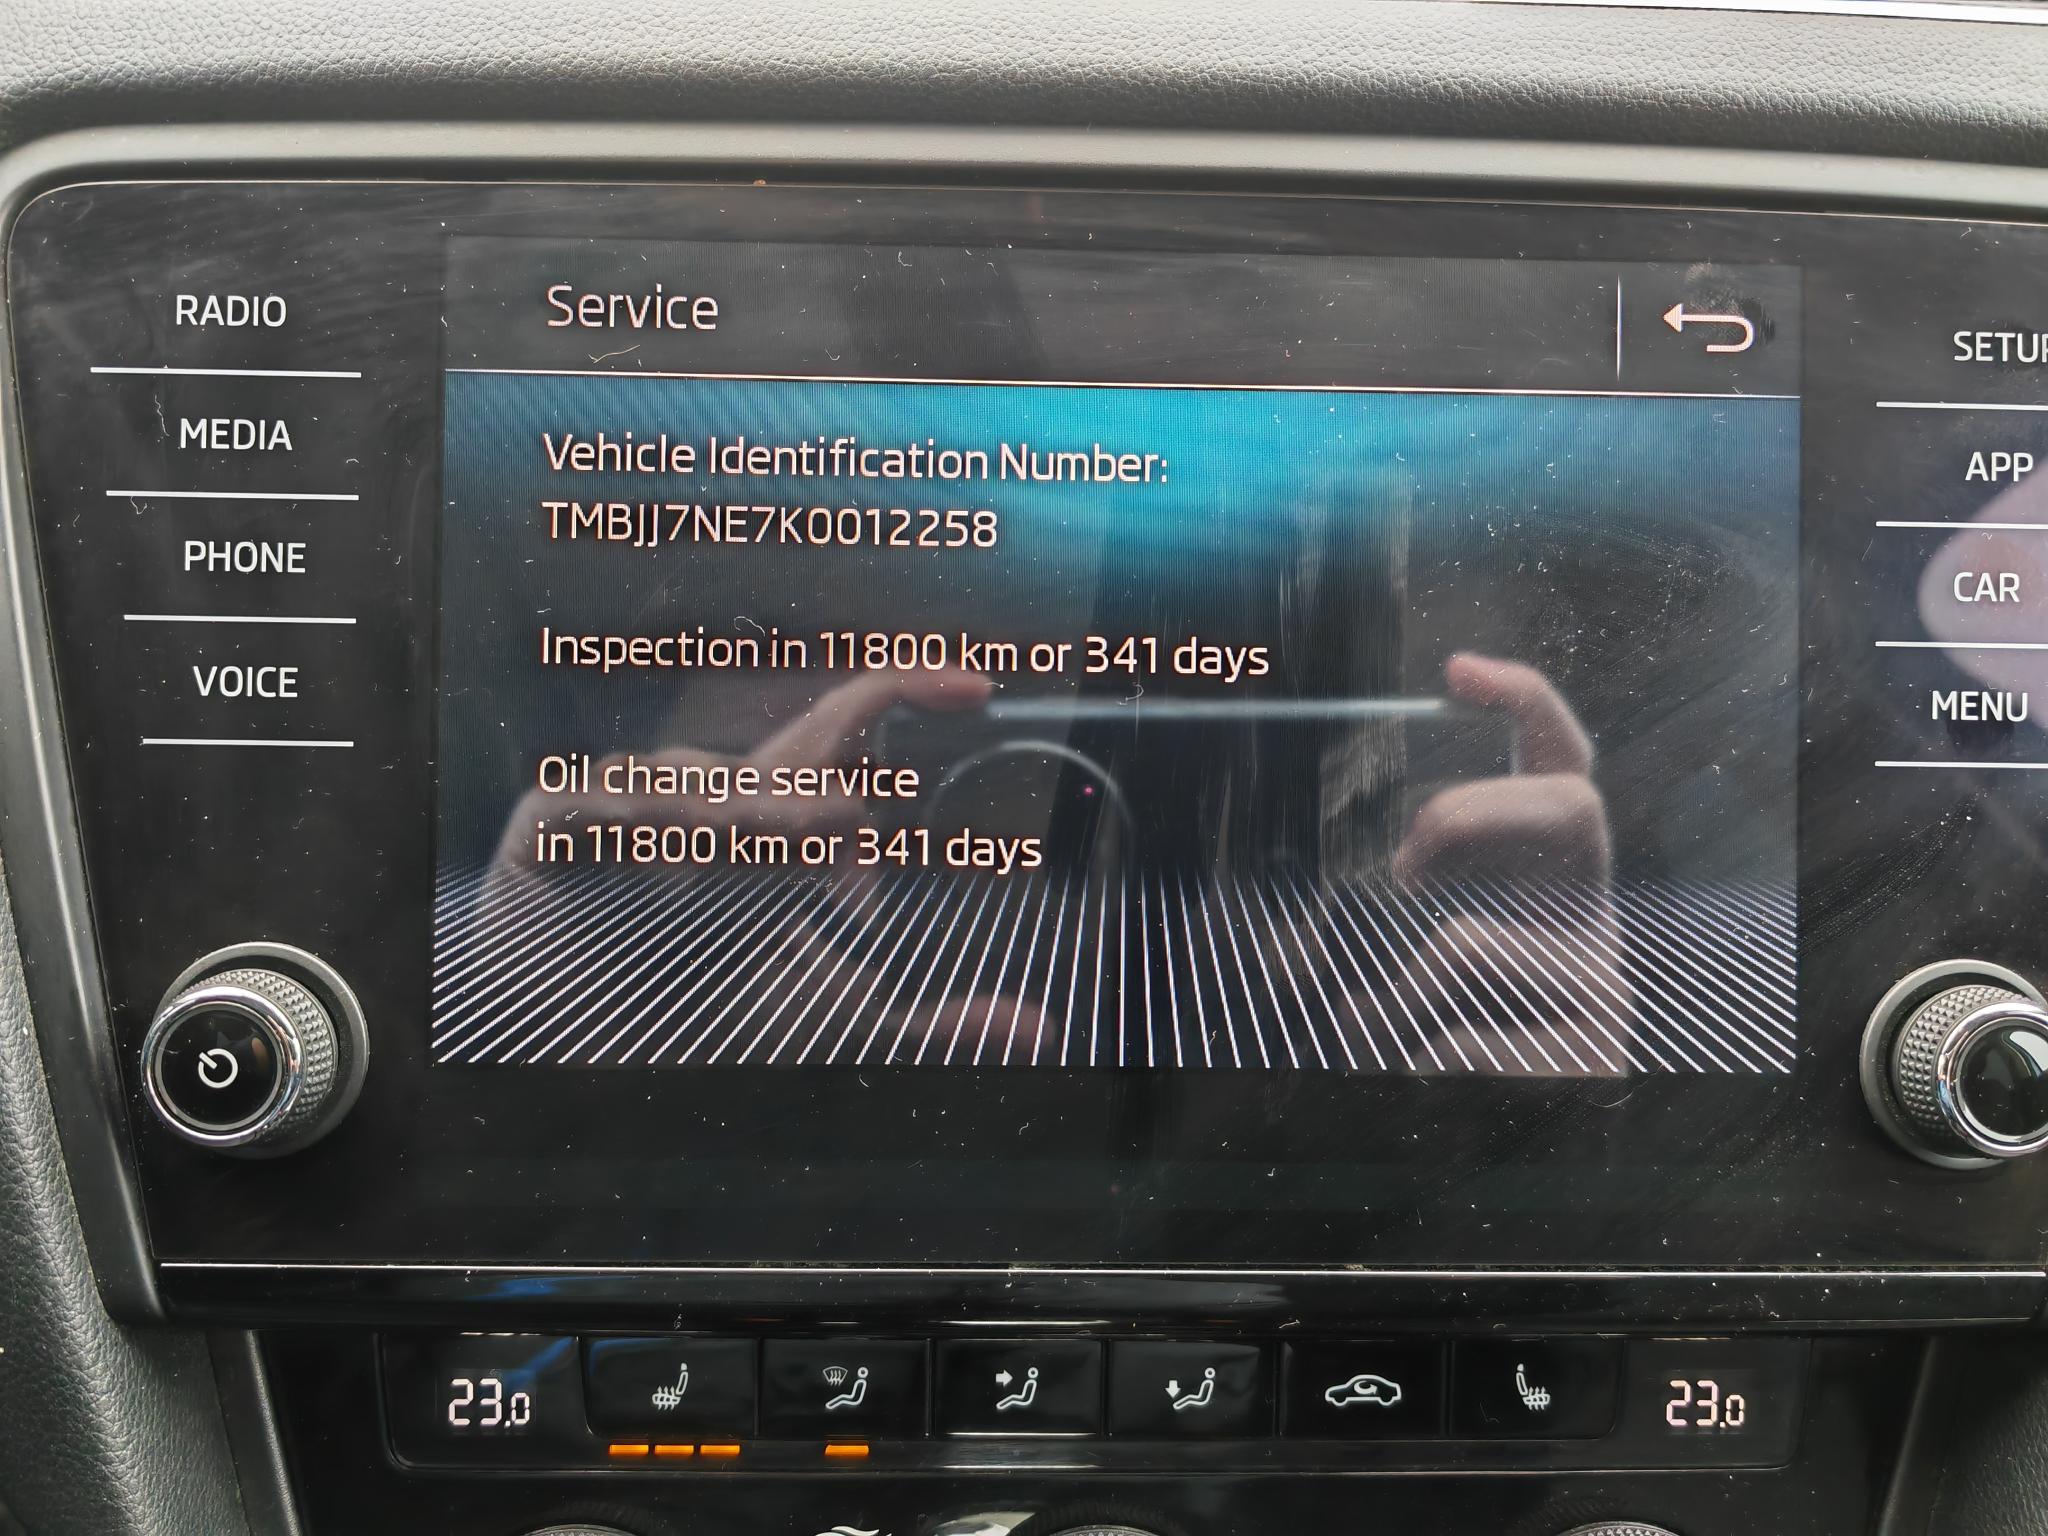 Service
RADIO
MEDIA
PHONE
VOICE
Vehicle Identification Number:
TMBJJ7NE7K0012258
Inspection in 11800 km or 341 days
Oil change service
in 11800 km or 341 days
SETUP
APP
CAR
MENU
23.0
23.0